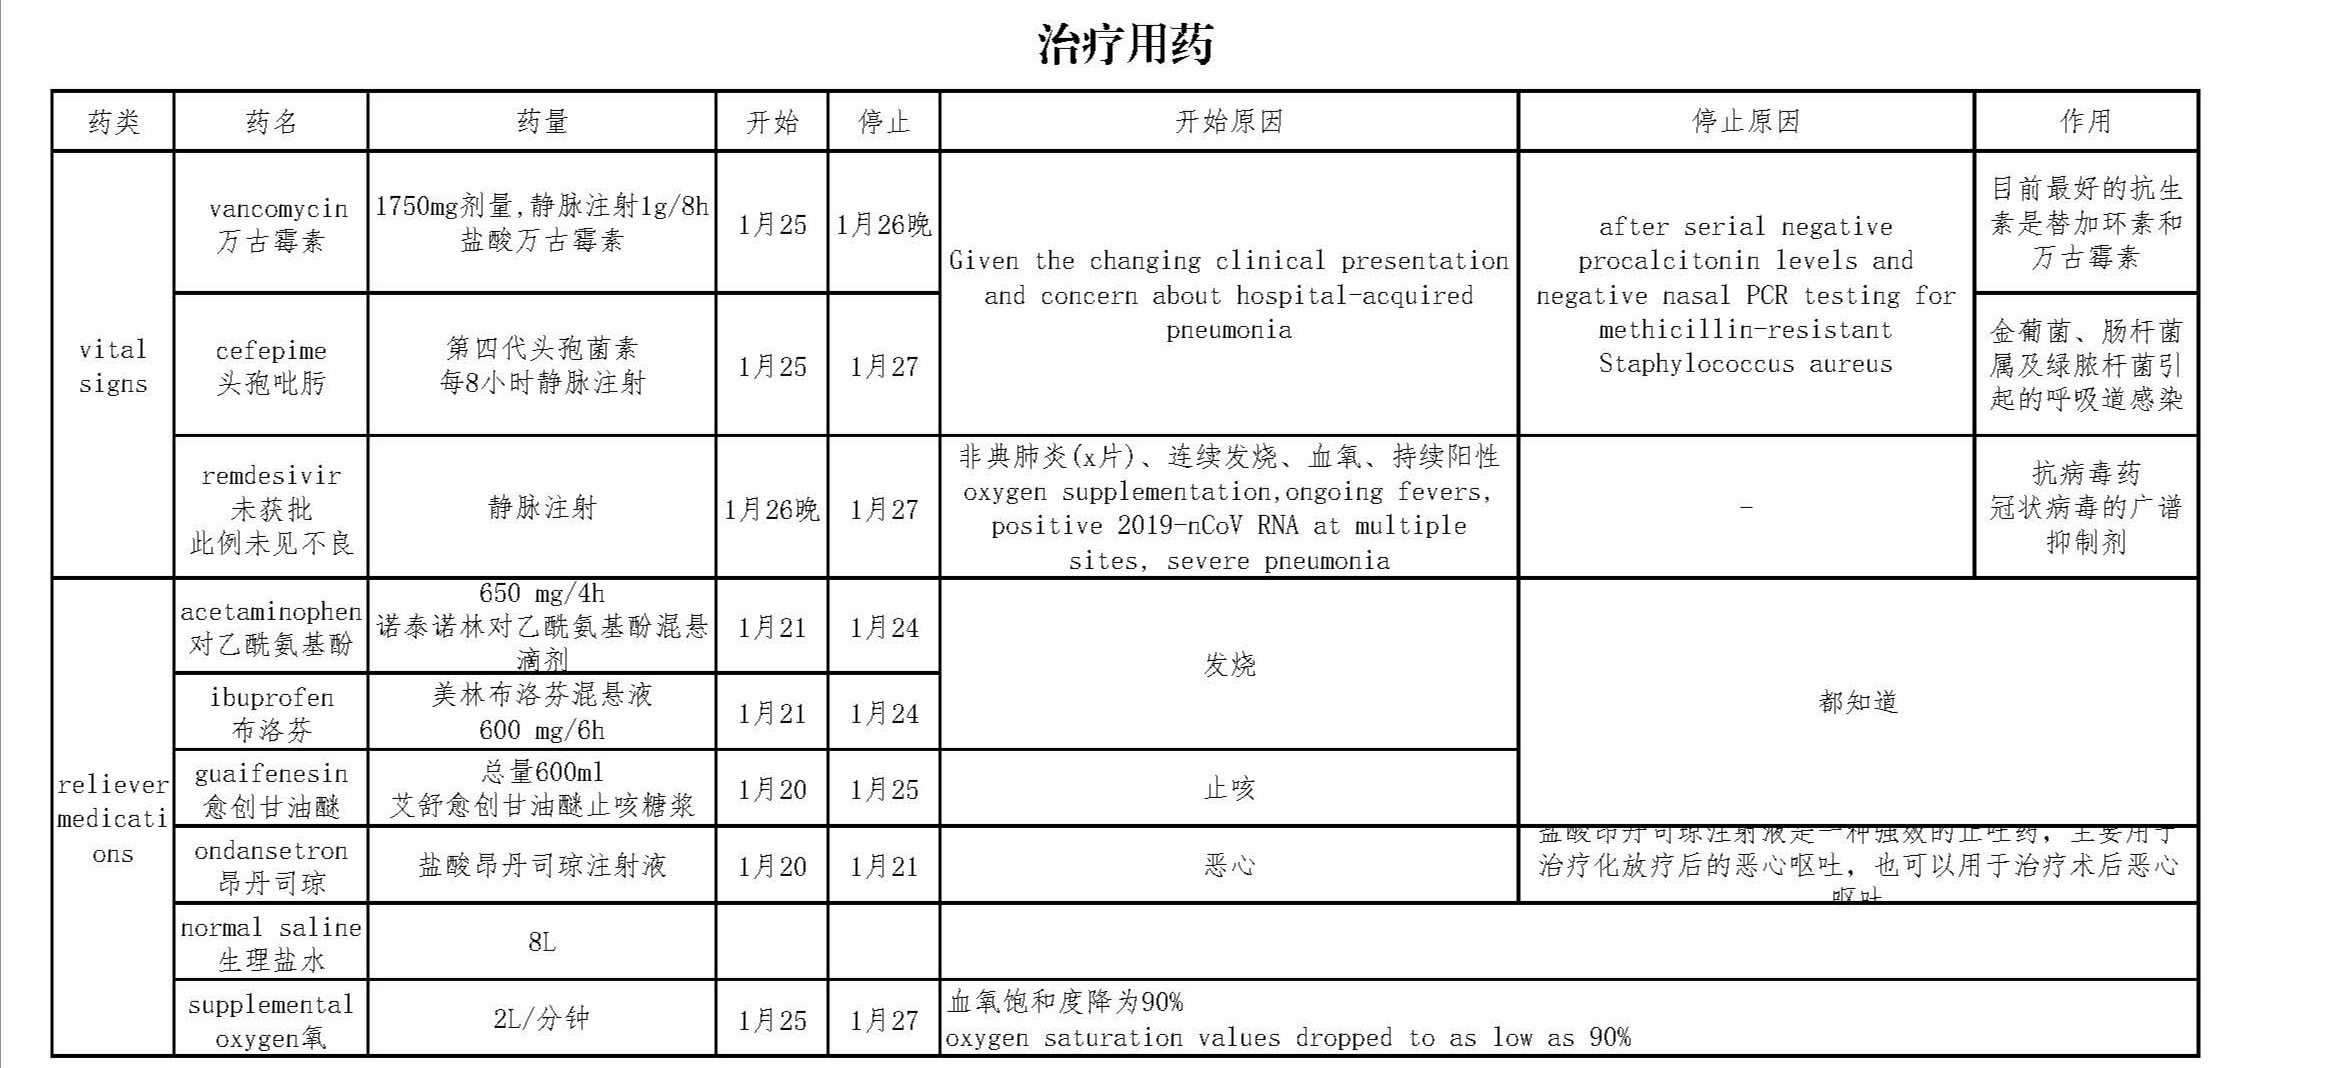 治疗用药
药类 药名 药量 开始 停止 开始原因 停止原因 作用
vital
signs
vancomycin
万古霉素
1750mg剂量,静脉注射1g/8h
盐酸万古霉素
1月25
1月26晚
Given the changing clinical presentation
and concern about hospital-acquired
pneumonia
after serial negative
procalcitonin levels and
negative nasal PCR testing for
methicillin-resistant
Staphylococcus aureus
目前最好的抗生
素是替加环素和
万古霉素
cefepime
头孢吡肟
第四代头孢菌素
每8小时静脉注射
1月25
1月27
金葡菌、肠杆菌
属及绿脓杆菌引
起的呼吸道感染
remdesivir
未获批
此例未见不良
静脉注射
1月26晚
1月27
非典肺炎(x片)、连续发烧、血氧、持续阳性
oxygen supplementation,ongoing fevers,
positive 2019-nCoV RNA at multiple
sites, severe pneumonia
-
抗病毒药
冠状病毒的广谱
抑制剂
reliever
medicati
ons
acetaminophen
对乙酰氨基酚
650 mg/4h
诺泰诺林对乙酰氨基酚混悬
滴剂
1月21
1月24
发烧
都知道
ibuprofen
布洛芬
美林布洛芬混悬液
600 mg/6h
1月21
1月24
guaifenesin
愈创甘油醚
总量600ml
艾舒愈创甘油醚止咳糖浆
1月20
1月25
止咳
ondansetron
昂丹司琼
盐酸昂丹司琼注射液
1月20
1月21
恶心
盐酸昂丹司琼注射液是一种强效的止吐药，主要用于
治疗化放疗后的恶心呕吐，也可以用于治疗术后恶心
呕吐
normal saline
生理盐水
8L
supplemental
oxygen氧
2L/分钟
1月25
1月27
血氧饱和度降为90%
oxygen saturation values dropped to as low as 90%